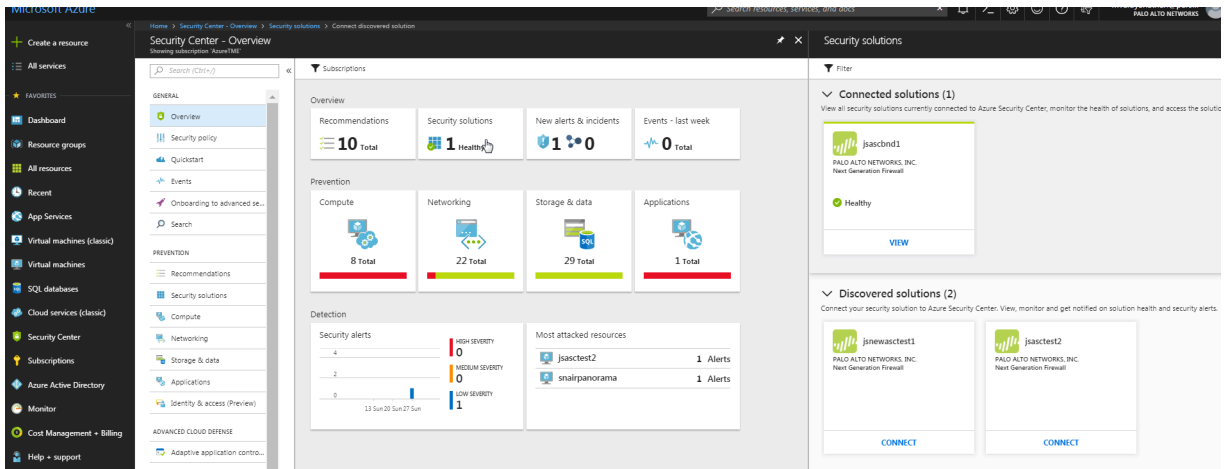 Microsoft Azure
Search resources, services, and docs
PALO ALTO NETWORKS
Home > Security Center - Overview > Security solutions > Connect discovered solution
Create a resource
All services
FAVORITES
Dashboard
Resource groups
All resources
Recent
App Services
Virtual machines (classic)
Virtual machines
SQL databases
Cloud services (classic)
Security Center
Subscriptions
Azure Active Directory
Monitor
Cost Management + Billing
Help + support
Security Center - Overview
Showing subscription 'AzureTME'
Search (Ctrl+/)
GENERAL
Overview
Security policy
Quickstart
Events
Onboarding to advanced se...
Search
PREVENTION
Recommendations
Security solutions
Compute
Networking
Storage & data
Applications
Identity & access (Preview)
ADVANCED CLOUD DEFENSE
Adaptive application contro...
Subscriptions
Overview
Recommendations
10 Total
Security solutions
1 Healthy
New alerts & incidents
1 0
Events - last week
0 Total
Prevention
Compute
8 Total
Networking
22 Total
Storage & data
SQL
29 Total
Applications
1 Total
Detection
Security alerts
4
2
0
13 Sun 20 Sun 27 Sun
HIGH SEVERITY
0
MEDIUM SEVERITY
0
LOW SEVERITY
1
Most attacked resources
jsasctest2 1 Alerts
snairpanorama 1 Alerts
Security solutions
Filter
Connected solutions (1)
View all security solutions currently connected to Azure Security Center, monitor the health of solutions, and access the solutio
jsascbnd1
PALO ALTO NETWORKS, INC.
Next Generation Firewall
Healthy
VIEW
Discovered solutions (2)
Connect your security solution to Azure Security Center. View, monitor and get notified on solution health and security alerts.
jsnewasctest1
PALO ALTO NETWORKS, INC.
Next Generation Firewall
CONNECT
jsasctest2
PALO ALTO NETWORKS, INC.
Next Generation Firewall
CONNECT